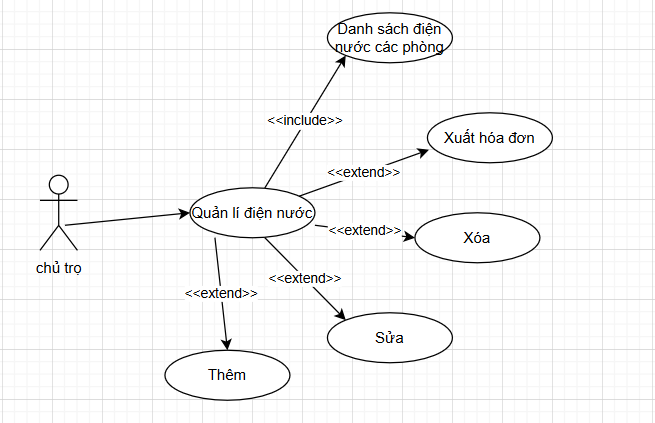 Danh sách điện
nước các phòng
<<include>>
Xuất hóa đơn
<<extend>>
Quản lí điện nước
<<extend>>
Xóa
chủ trọ
<<extend>>
<<extend>>
Sửa
Thêm